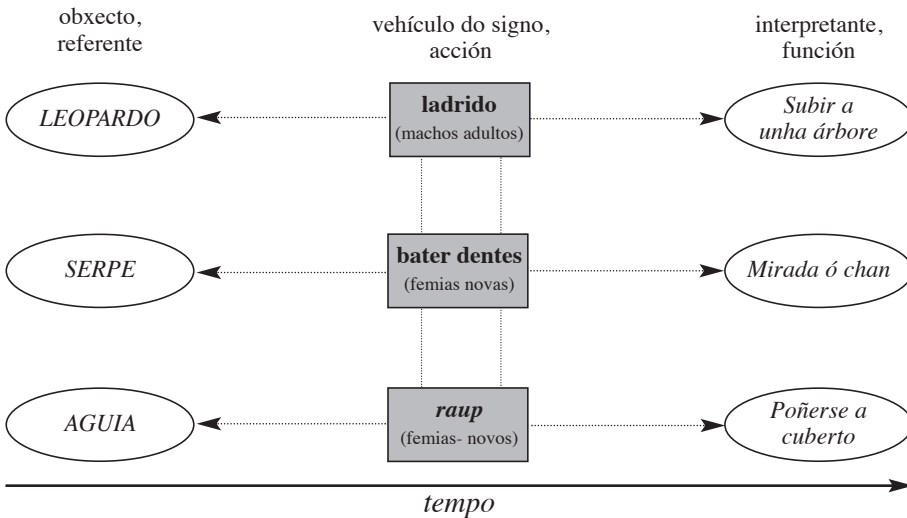 obxecto,
referente
vehículo do signo,
acción
interpretante,
función
LEOPARDO
ladrido
(machos adultos)
Subir a
unha árbore
SERPE
bater dentes
(femias novas)
Mirada ó chan
AGUIA
raup
(femias- novos)
Poñerse a
cuberto
tempo